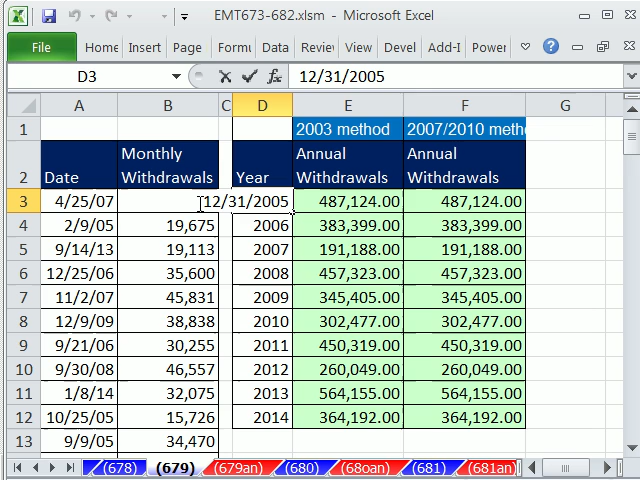 EMT673-682.xlsm - Microsoft Excel
File Home Insert Page Formu Data Review Devel Add-I Power
D3 12/31/2005
A B C D E F G
1 2003 method 2007/2010 meth
Monthly Annual Annual
2 Date Withdrawals Year Withdrawals Withdrawals
3 4/25/07 12/31/2005 487,124.00 487,124.00
4 2/9/05 19,675 2006 383,399.00 383,399.00
5 9/14/13 19,113 2007 191,188.00 191,188.00
6 12/25/06 35,600 2008 457,323.00 457,323.00
7 11/2/07 45,831 2009 345,405.00 345,405.00
8 12/9/09 38,838 2010 302,477.00 302,477.00
9 9/21/06 30,255 2011 450,319.00 450,319.00
10 9/30/08 46,557 2012 260,049.00 260,049.00
11 1/8/14 32,075 2013 564,155.00 564,155.00
12 10/25/05 15,726 2014 364,192.00 364,192.00
13 9/9/05 34,470
(678) (679) (679an) (680) (68oan) (681) (681an)